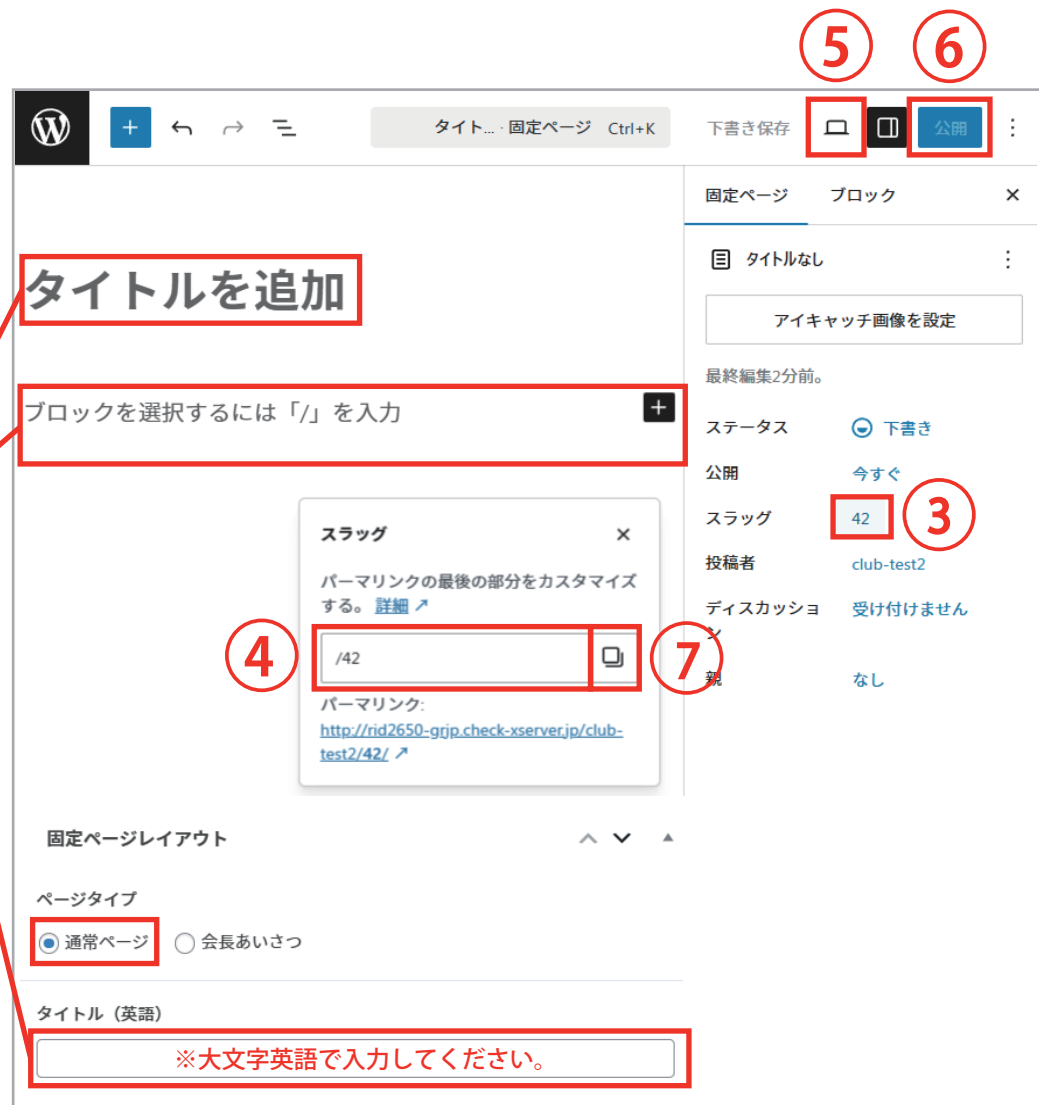 ⑤ ⑥
タイト... · 固定ページ Ctrl+K 下書き保存 公開
固定ページ ブロック
タイトルなし
アイキャッチ画像を設定
最終編集2分前。
ステータス 下書き
公開 今すぐ
スラッグ 42 ③
投稿者 club-test2
ディスカッション 受け付けません
親 なし
タイトルを追加
ブロックを選択するには「/」を入力
スラッグ
パーマリンクの最後の部分をカスタマイズ
する。 詳細
④ /42 ⑦
パーマリンク:
http://rid2650-grjp.check-xserver.jp/club-
test2/42/
固定ページレイアウト
ページタイプ
通常ページ 会長あいさつ
タイトル（英語）
※大文字英語で入力してください。